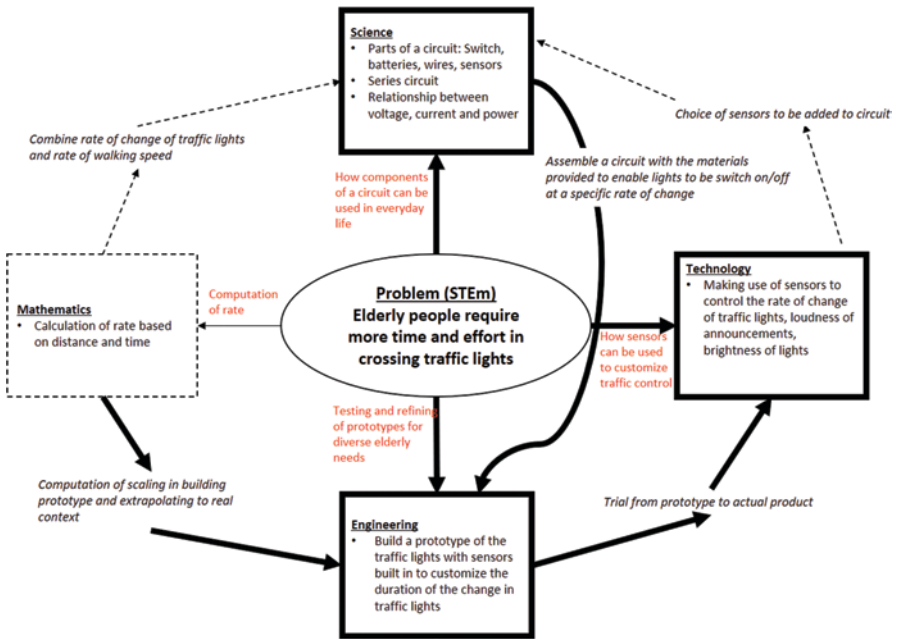 Science
• Parts of a circuit: Switch,
batteries, wires, sensors
• Series circuit
• Relationship between
voltage, current and power
Combine rate of change of traffic lights
and rate of walking speed
Choice of sensors to be added to circuit
How components
of a circuit can be
used in everyday
life
Assemble a circuit with the materials
provided to enable lights to be switch on/off
at a specific rate of change
Mathematics
• Calculation of rate based
on distance and time
Computation
of rate
Problem (STEm)
Elderly people require
more time and effort in
crossing traffic lights
How sensors
can be used
to customize
traffic control
Technology
• Making use of sensors to
control the rate of change
of traffic lights, loudness of
announcements,
brightness of lights
Testing and refining
of prototypes for
diverse elderly
needs
Computation of scaling in building
prototype and extrapolating to real
context
Trial from prototype to actual product
Engineering
• Build a prototype of the
traffic lights with sensors
built in to customize the
duration of the change in
traffic lights